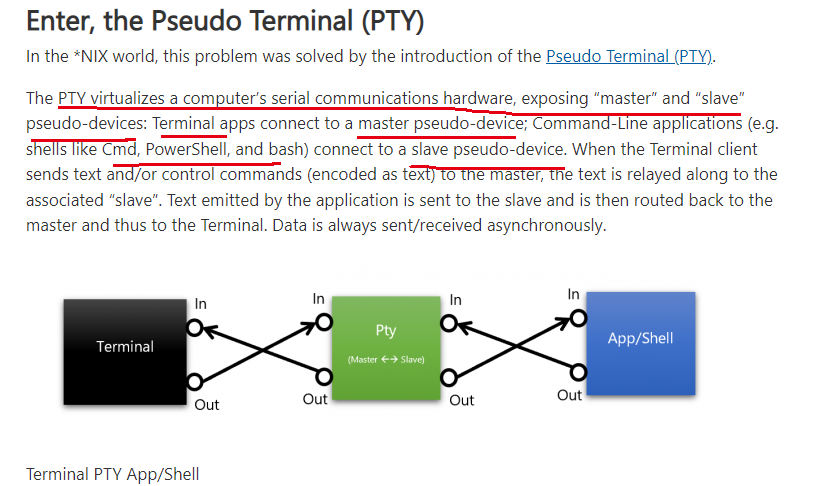 Enter, the Pseudo Terminal (PTY)
In the *NIX world, this problem was solved by the introduction of the Pseudo Terminal (PTY).
The PTY virtualizes a computer’s serial communications hardware, exposing “master” and “slave”
pseudo-devices: Terminal apps connect to a master pseudo-device; Command-Line applications (e.g.
shells like Cmd, PowerShell, and bash) connect to a slave pseudo-device. When the Terminal client
sends text and/or control commands (encoded as text) to the master, the text is relayed along to the
associated “slave”. Text emitted by the application is sent to the slave and is then routed back to the
master and thus to the Terminal. Data is always sent/received asynchronously.
In
In
In
In
Terminal
Pty
(Master ←→ Slave)
App/Shell
Out
Out
Out
Out
Terminal PTY App/Shell